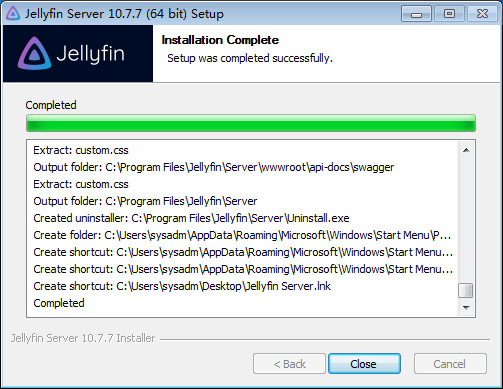 Jellyfin Server 10.7.7 (64 bit) Setup
Jellyfin
Installation Complete
Setup was completed successfully.
Completed
Extract: custom.css
Output folder: C:\Program Files\Jellyfin\Server\wwwroot\api-docs\swagger
Extract: custom.css
Output folder: C:\Program Files\Jellyfin\Server
Created uninstaller: C:\Program Files\Jellyfin\Server\Uninstall.exe
Create folder: C:\Users\sysadm\AppData\Roaming\Microsoft\Windows\Start Menu\P...
Create shortcut: C:\Users\sysadm\AppData\Roaming\Microsoft\Windows\Start Menu...
Create shortcut: C:\Users\sysadm\AppData\Roaming\Microsoft\Windows\Start Menu...
Create shortcut: C:\Users\sysadm\Desktop\Jellyfin Server.lnk
Completed
Jellyfin Server 10.7.7 Installer
< Back
Close
Cancel